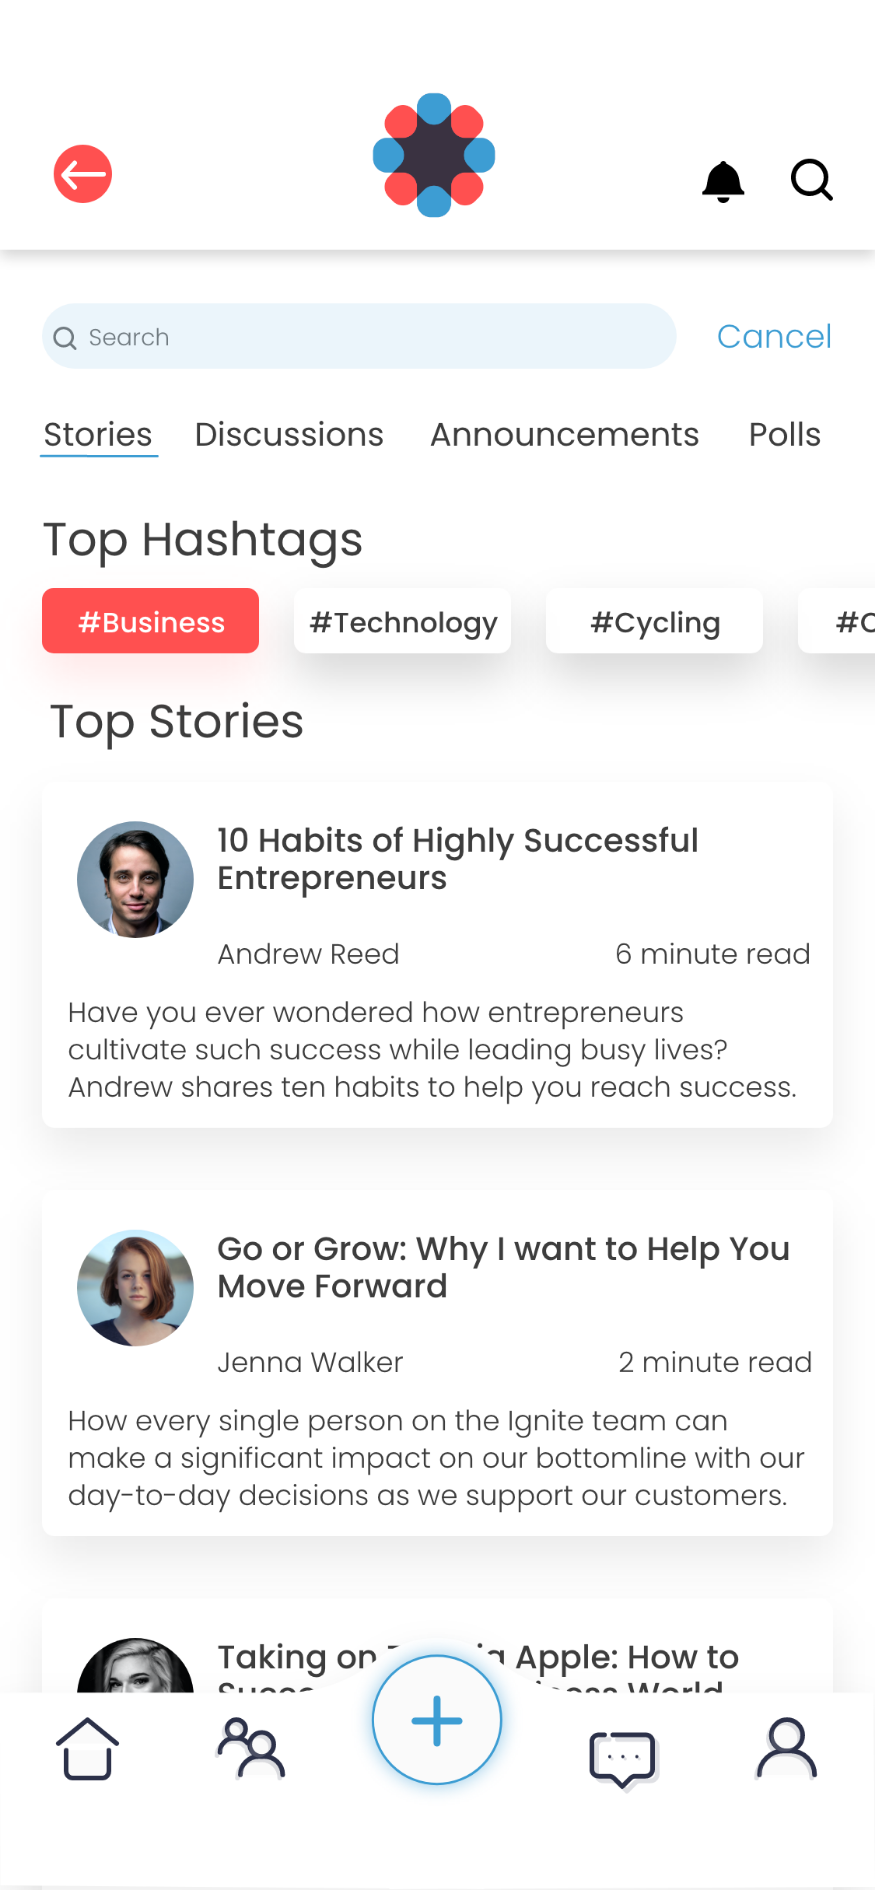 Search
Cancel
Stories Discussions Announcements Polls
Top Hashtags
#Business #Technology #Cycling
Top Stories
10 Habits of Highly Successful
Entrepreneurs
Andrew Reed 6 minute read
Have you ever wondered how entrepreneurs
cultivate such success while leading busy lives?
Andrew shares ten habits to help you reach success.
Go or Grow: Why I want to Help You
Move Forward
Jenna Walker 2 minute read
How every single person on the Ignite team can
make a significant impact on our bottomline with our
day-to-day decisions as we support our customers.
Taking on Apple: How to
World